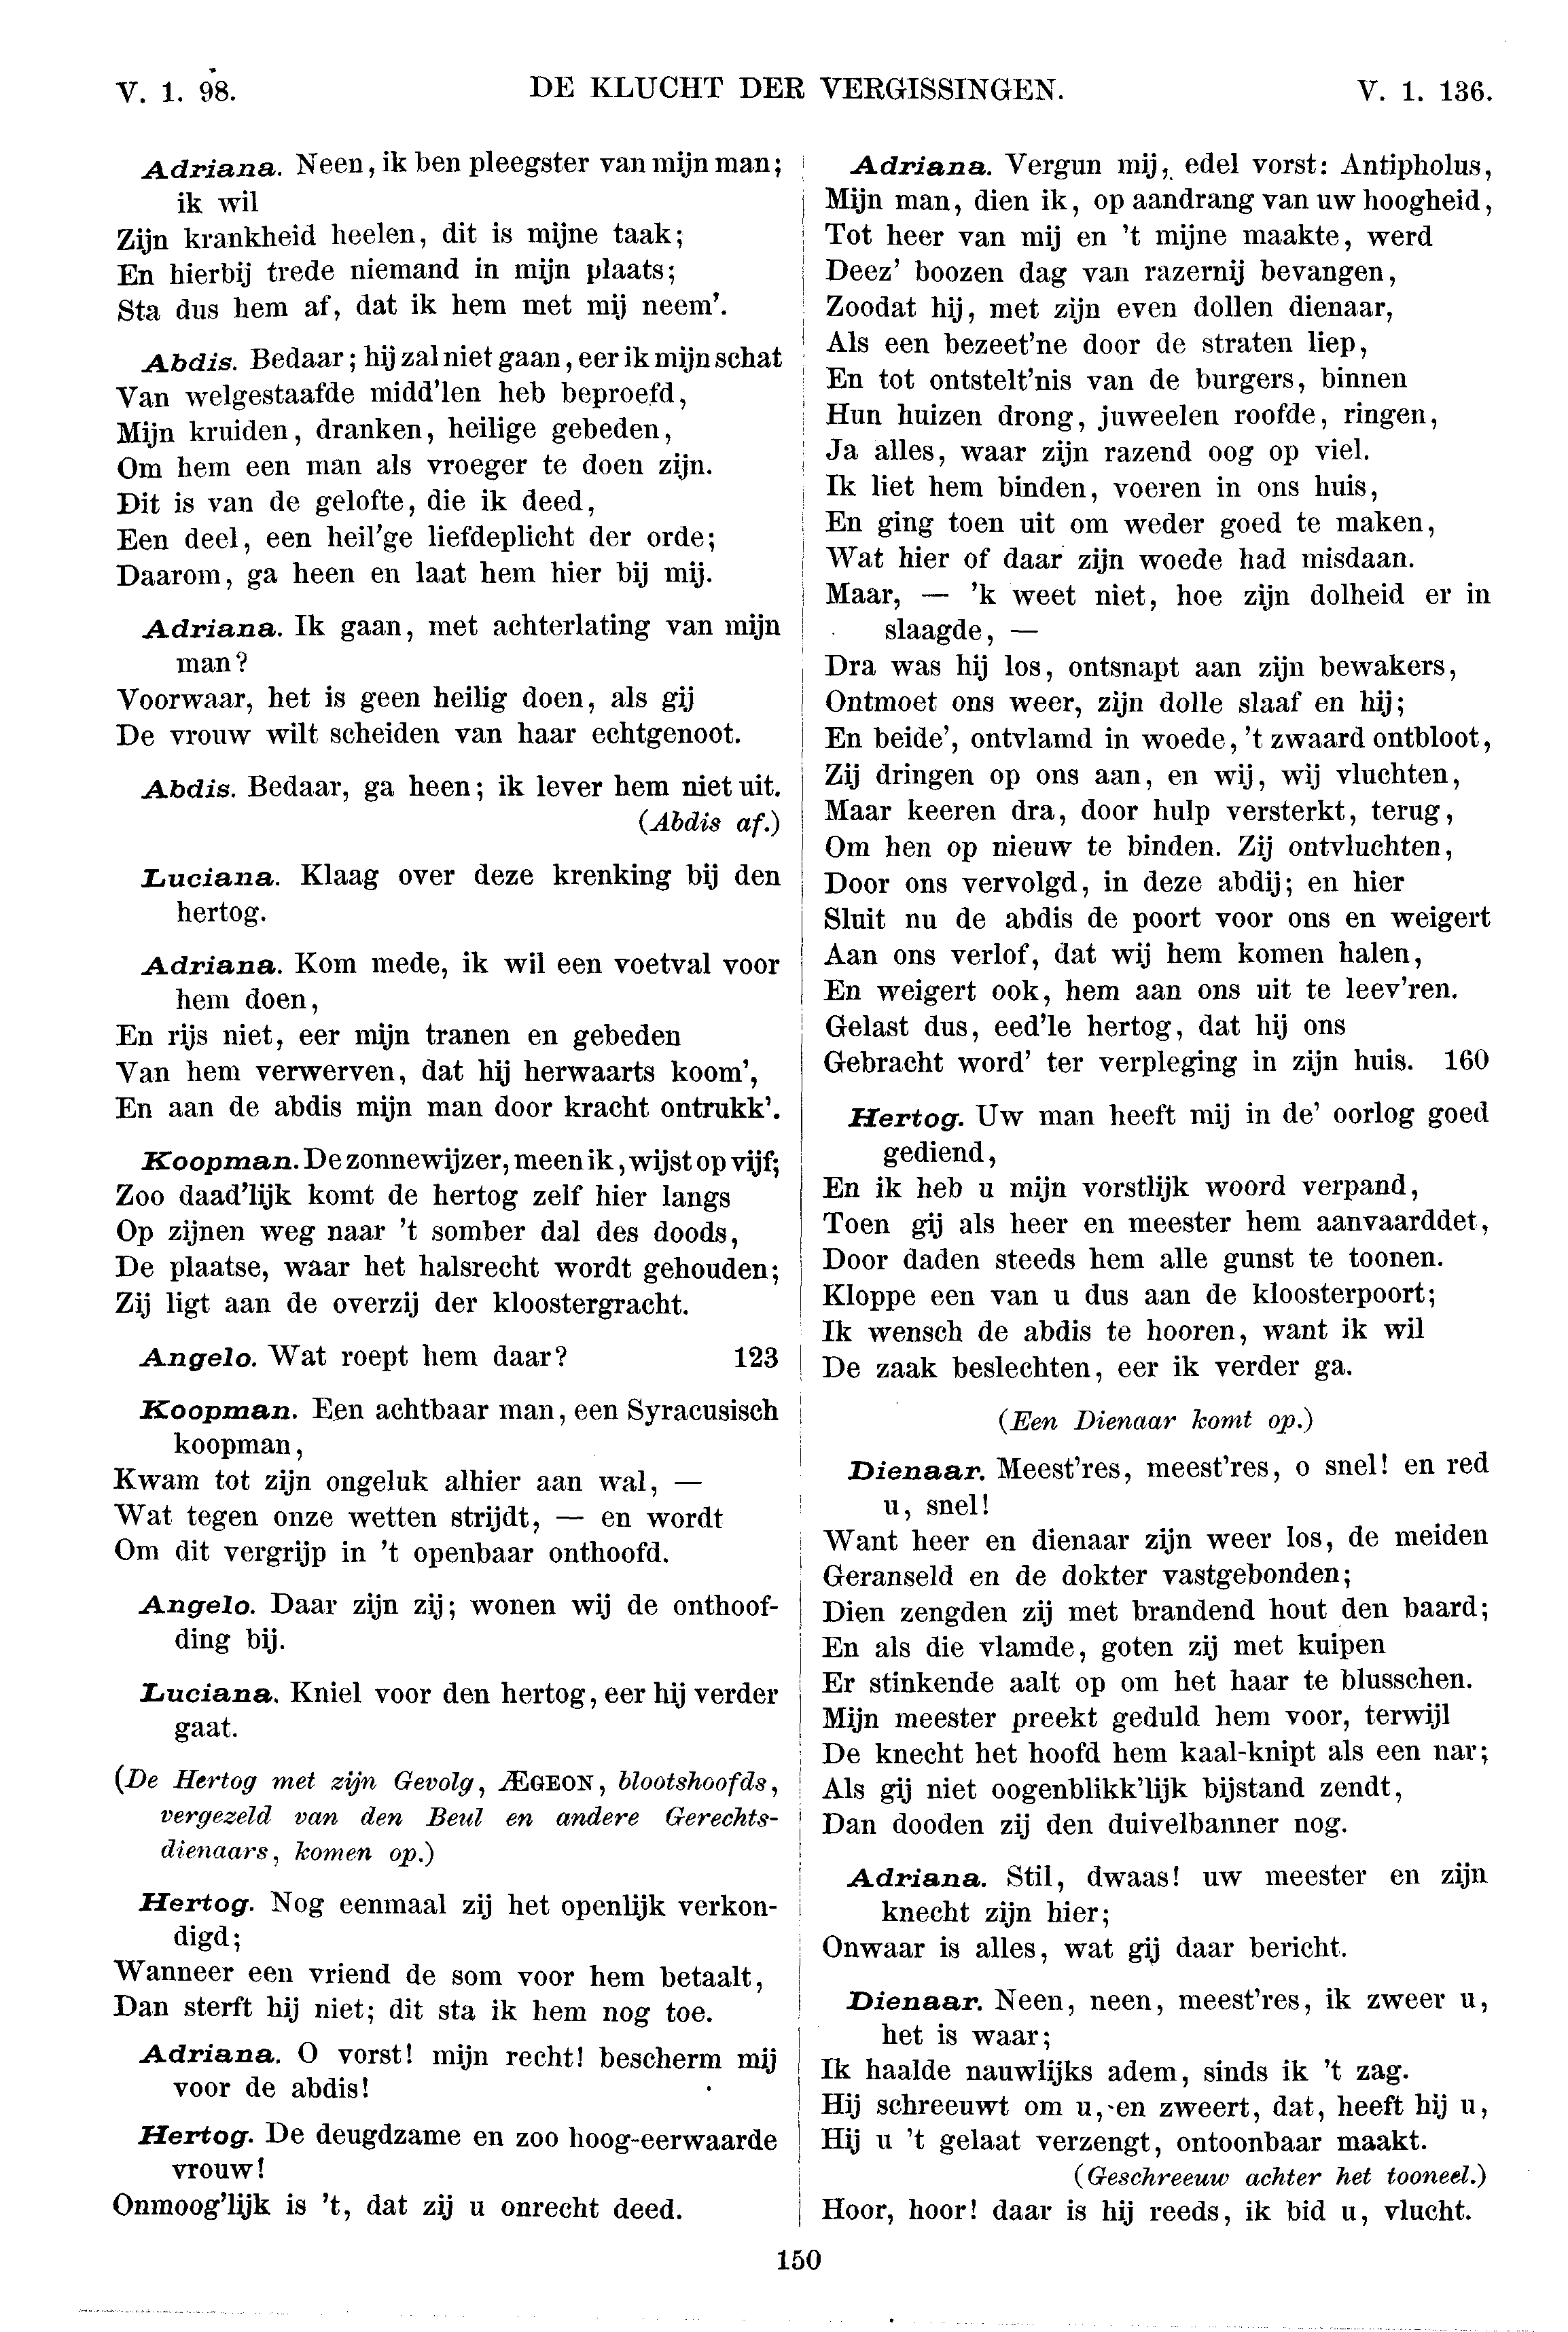 V. 1. 98. DE KLUCHT DER VERGISSINGEN. V. 1. 136.
Adriana. Neen, ik ben pleegster van mijn man;
ik wil
Zijn krankheid heelen, dit is mijne taak;
En hierbij trede niemand in mijn plaats;
Sta dus hem af, dat ik hem met mij neem'.
Abdis. Bedaar; hij zal niet gaan, eer ik mijn schat
Van welgestaafde midd'len heb beproefd,
Mijn kruiden, dranken, heilige gebeden,
Om hem een man als vroeger te doen zijn.
Dit is van de gelofte, die ik deed,
Een deel, een heil'ge liefdeplicht der orde;
Daarom, ga heen en laat hem hier bij mij.
Adriana. Ik gaan, met achterlating van mijn
man?
Voorwaar, het is geen heilig doen, als gij
De vrouw wilt scheiden van haar echtgenoot.
Abdis. Bedaar, ga heen; ik lever hem niet uit.
(Abdis af.)
Luciana. Klaag over deze krenking bij den
hertog.
Adriana. Kom mede, ik wil een voetval voor
hem doen,
En rijs niet, eer mijn tranen en gebeden
Van hem verwerven, dat hij herwaarts koom',
En aan de abdis mijn man door kracht ontrukk'.
Koopman. De zonnewijzer, meen ik, wijst op vijf;
Zoo daad'lijk komt de hertog zelf hier langs
Op zijnen weg naar 't somber dal des doods,
De plaatse, waar het halsrecht wordt gehouden;
Zij ligt aan de overzij der kloostergracht.
Angelo. Wat roept hem daar? 123
Koopman. Een achtbaar man, een Syracusisch
koopman,
Kwam tot zijn ongeluk alhier aan wal, —
Wat tegen onze wetten strijdt, — en wordt
Om dit vergrijp in 't openbaar onthoofd.
Angelo. Daar zijn zij; wonen wij de onthoof-
ding bij.
Luciana. Kniel voor den hertog, eer hij verder
gaat.
(De Hertog met zijn Gevolg, ÆGEON, blootshoofds,
vergezeld van den Beul en andere Gerechts-
dienaars, komen op.)
Hertog. Nog eenmaal zij het openlijk verkon-
digd;
Wanneer een vriend de som voor hem betaalt,
Dan sterft hij niet; dit sta ik hem nog toe.
Adriana. O vorst! mijn recht! bescherm mij
voor de abdis!
Hertog. De deugdzame en zoo hoog-eerwaarde
vrouw!
Onmoog'lijk is 't, dat zij u onrecht deed.
Adriana. Vergun mij, edel vorst: Antipholus,
Mijn man, dien ik, op aandrang van uw hoogheid,
Tot heer van mij en 't mijne maakte, werd
Deez' boozen dag van razernij bevangen,
Zoodat hij, met zijn even dollen dienaar,
Als een bezeet'ne door de straten liep,
En tot ontstelt'nis van de burgers, binnen
Hun huizen drong, juweelen roofde, ringen,
Ja alles, waar zijn razend oog op viel.
Ik liet hem binden, voeren in ons huis,
En ging toen uit om weder goed te maken,
Wat hier of daar zijn woede had misdaan.
Maar, — 'k weet niet, hoe zijn dolheid er in
slaagde, —
Dra was hij los, ontsnapt aan zijn bewakers,
Ontmoet ons weer, zijn dolle slaaf en hij;
En beide', ontvlamd in woede, 't zwaard ontbloot,
Zij dringen op ons aan, en wij, wij vluchten,
Maar keeren dra, door hulp versterkt, terug,
Om hen op nieuw te binden. Zij ontvluchten,
Door ons vervolgd, in deze abdij; en hier
Sluit nu de abdis de poort voor ons en weigert
Aan ons verlof, dat wij hem komen halen,
En weigert ook, hem aan ons uit te leev'ren.
Gelast dus, eed'le hertog, dat hij ons
Gebracht word' ter verpleging in zijn huis. 160
Hertog. Uw man heeft mij in de' oorlog goed
gediend,
En ik heb u mijn vorstlijk woord verpand,
Toen gij als heer en meester hem aanvaarddet,
Door daden steeds hem alle gunst te toonen.
Kloppe een van u dus aan de kloosterpoort;
Ik wensch de abdis te hooren, want ik wil
De zaak beslechten, eer ik verder ga.
(Een Dienaar komt op.)
Dienaar. Meest'res, meest'res, o snel! en red
u, snel!
Want heer en dienaar zijn weer los, de meiden
Geranseld en de dokter vastgebonden;
Dien zengden zij met brandend hout den baard;
En als die vlamde, goten zij met kuipen
Er stinkende aalt op om het haar te blusschen.
Mijn meester preekt geduld hem voor, terwijl
De knecht het hoofd hem kaal-knipt als een nar;
Als gij niet oogenblikk'lijk bijstand zendt,
Dan dooden zij den duivelbanner nog.
Adriana. Stil, dwaas! uw meester en zijn
knecht zijn hier;
Onwaar is alles, wat gij daar bericht.
Dienaar. Neen, neen, meest'res, ik zweer u,
het is waar;
Ik haalde nauwlijks adem, sinds ik 't zag.
Hij schreeuwt om u, en zweert, dat, heeft hij u,
Hij u 't gelaat verzengt, ontoonbaar maakt.
(Geschreeuw achter het tooneel.)
Hoor, hoor! daar is hij reeds, ik bid u, vlucht.
150